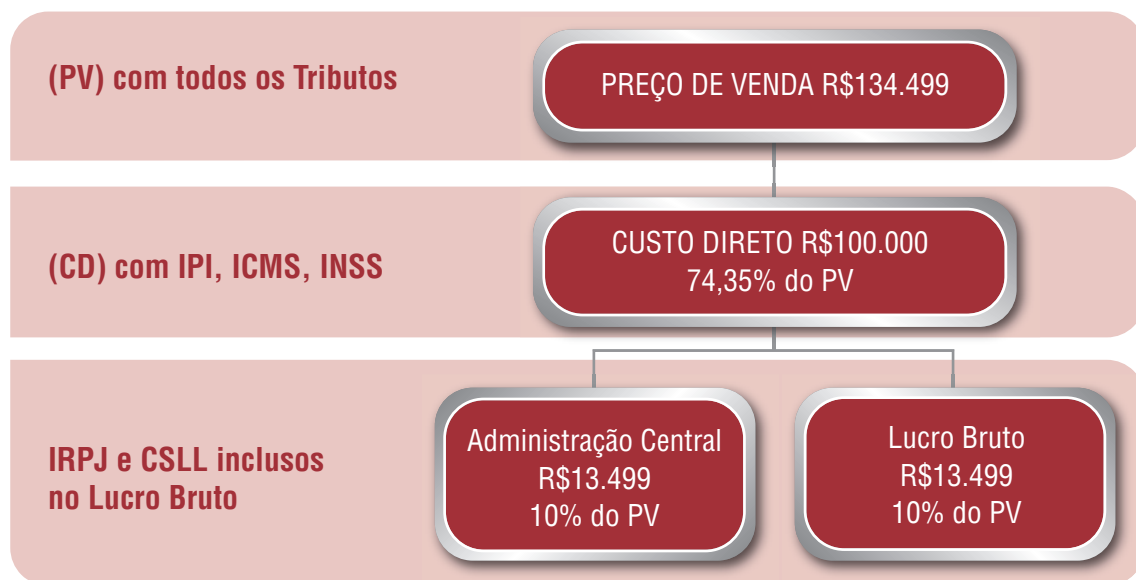 (PV) com todos os Tributos
PREÇO DE VENDA R$134.499
(CD) com IPI, ICMS, INSS
CUSTO DIRETO R$100.000
74,35% do PV
IRPJ e CSLL inclusos
no Lucro Bruto
Administração Central
R$13.499
10% do PV
Lucro Bruto
R$13.499
10% do PV